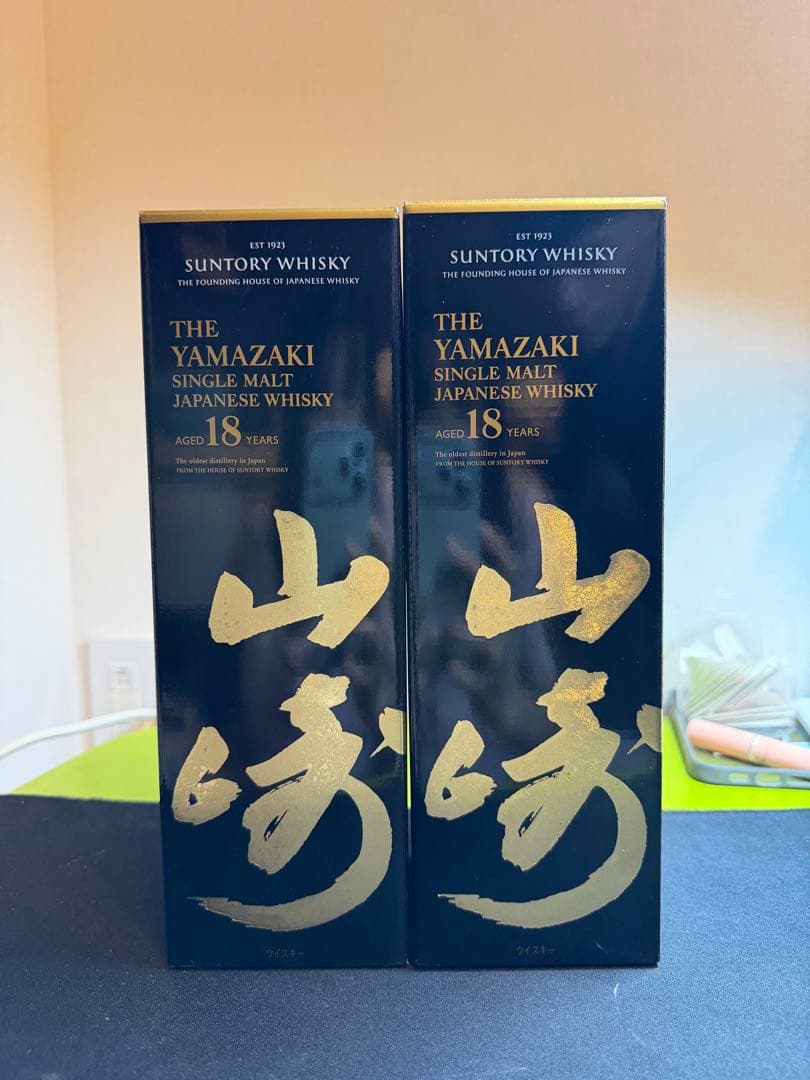 EST 1923
SUNTORY WHISKY
THE FOUNDING HOUSE OF JAPANESE WHISKY
THE
YAMAZAKI
SINGLE MALT
JAPANESE WHISKY
AGED 18 YEARS
The oldest distillery in Japan
FROM THE HOUSE OF SUNTORY WHISKY
山
崎
ウイスキー
EST 1923
SUNTORY WHISKY
THE FOUNDING HOUSE OF JAPANESE WHISKY
THE
YAMAZAKI
SINGLE MALT
JAPANESE WHISKY
AGED 18 YEARS
The oldest distillery in Japan
FROM THE HOUSE OF SUNTORY WHISKY
山
崎
ウイスキー